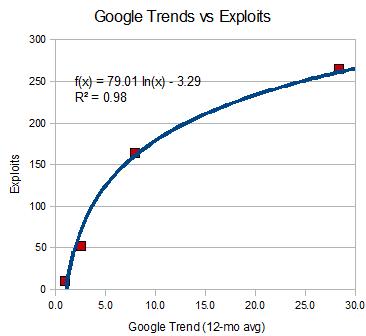 Google Trends vs Exploits
300
250
200
150
100
50
0
f(x) = 79.01 ln(x) - 3.29
R² = 0.98
Exploits
0.0 5.0 10.0 15.0 20.0 25.0 30.0
Google Trend (12-mo avg)